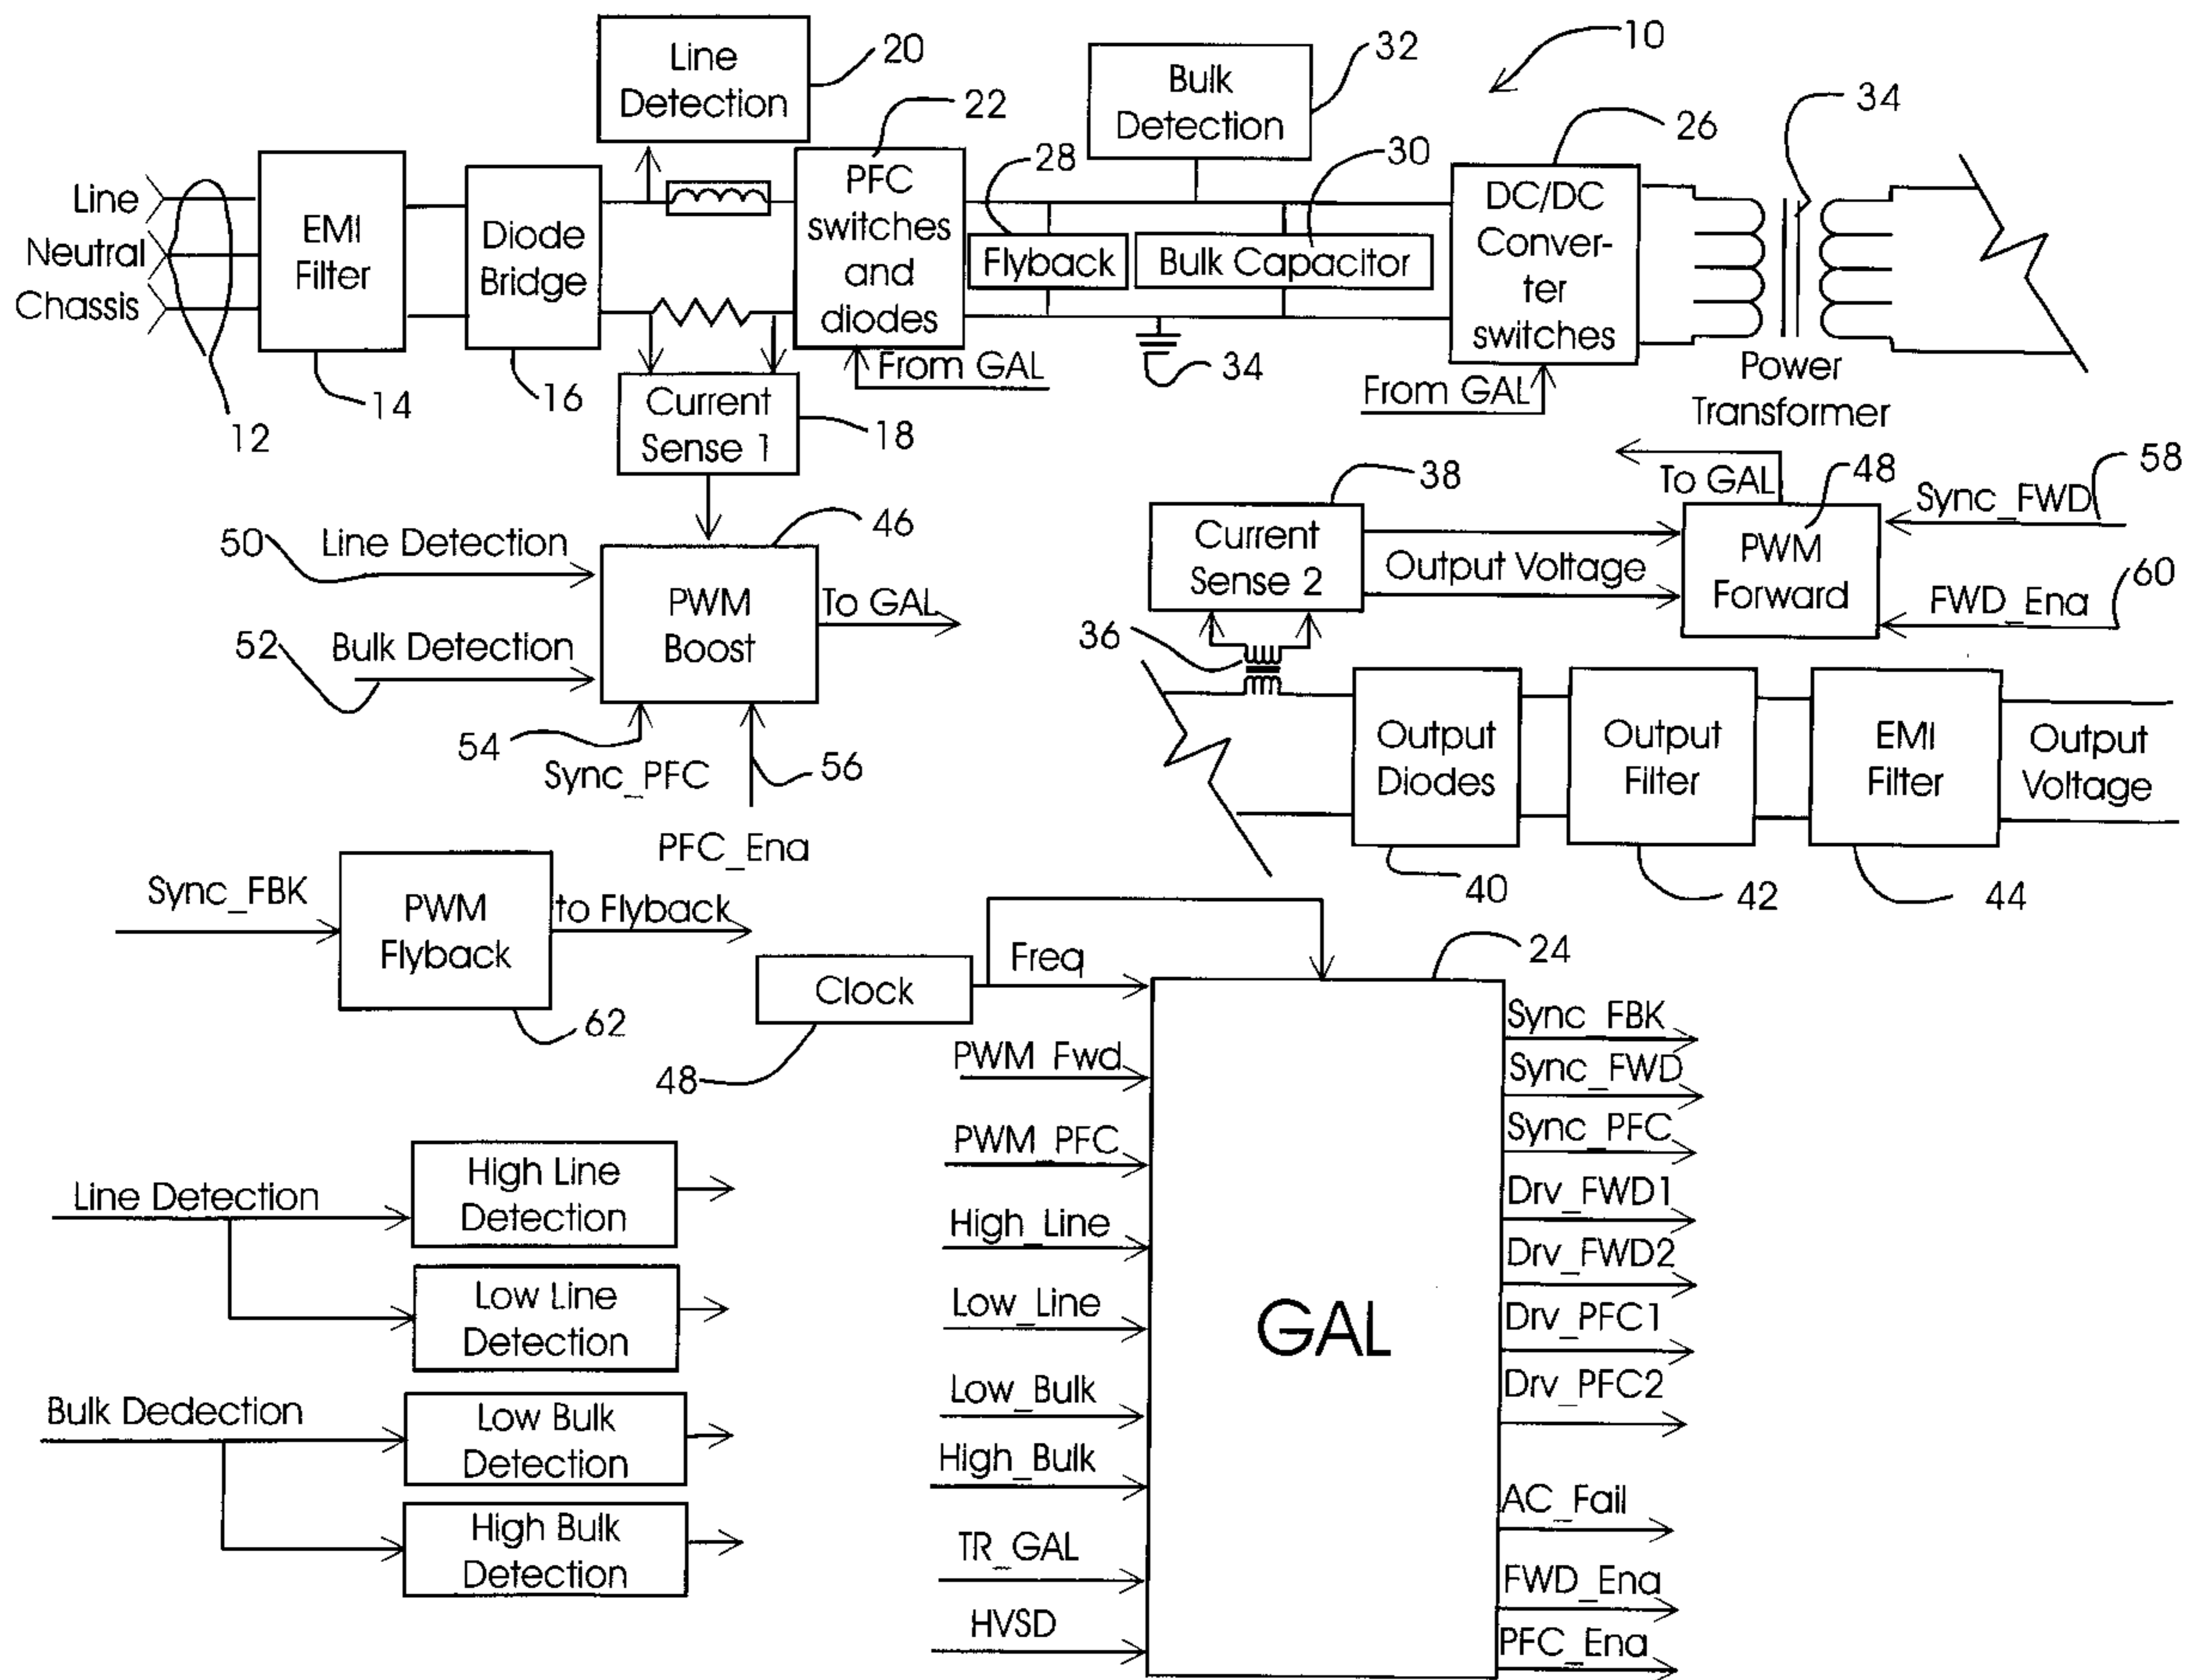 Line
Detection
20
22
Bulk
Detection
32
10
34
26
28
30
Line
Neutral
Chassis
EMI
Filter
Diode
Bridge
PFC
switches
and
diodes
Flyback
Bulk Capacitor
DC/DC
Conver-
ter
switches
14
16
12
Current
Sense 1
18
From GAL
34
From GAL
Power
Transformer
50
Line Detection
46
52
Bulk Detection
PWM
Boost
To GAL
54
Sync_PFC
56
PFC_Ena
38
To GAL
48
58
Sync_FWD
Current
Sense 2
Output Voltage
PWM
Forward
FWD_Ena
60
36
Output
Diodes
Output
Filter
EMI
Filter
Output
Voltage
40
42
44
Sync_FBK
PWM
Flyback
to Flyback
62
Clock
48
Freq
24
PWM_Fwd
PWM_PFC
High_Line
Low_Line
Low_Bulk
High_Bulk
TR_GAL
HVSD
GAL
Sync_FBK
Sync_FWD
Sync_PFC
Drv_FWD1
Drv_FWD2
Drv_PFC1
Drv_PFC2
AC_Fail
FWD_Ena
PFC_Ena
Line Detection
High Line
Detection
Low Line
Detection
Bulk Dedection
Low Bulk
Detection
High Bulk
Detection